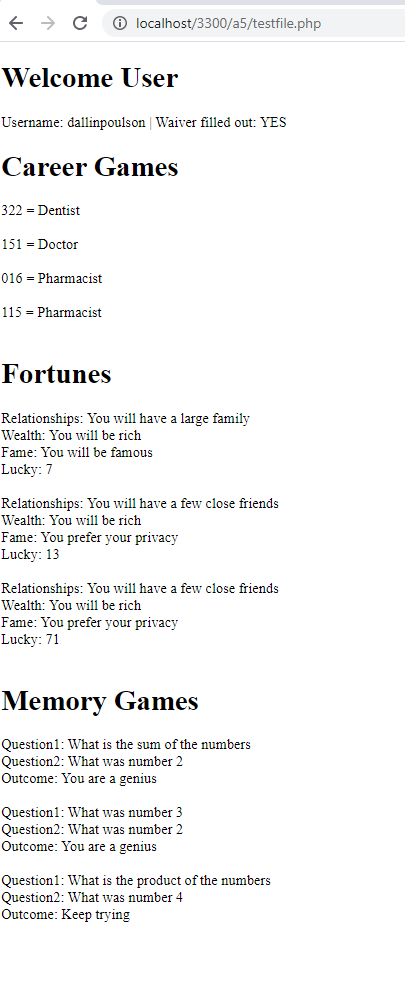 localhost/3300/a5/testfile.php
Welcome User
Username: dallinpoulson | Waiver filled out: YES
Career Games
322 = Dentist
151 = Doctor
016 = Pharmacist
115 = Pharmacist
Fortunes
Relationships: You will have a large family
Wealth: You will be rich
Fame: You will be famous
Lucky: 7
Relationships: You will have a few close friends
Wealth: You will be rich
Fame: You prefer your privacy
Lucky: 13
Relationships: You will have a few close friends
Wealth: You will be rich
Fame: You prefer your privacy
Lucky: 71
Memory Games
Question1: What is the sum of the numbers
Question2: What was number 2
Outcome: You are a genius
Question1: What was number 3
Question2: What was number 2
Outcome: You are a genius
Question1: What is the product of the numbers
Question2: What was number 4
Outcome: Keep trying